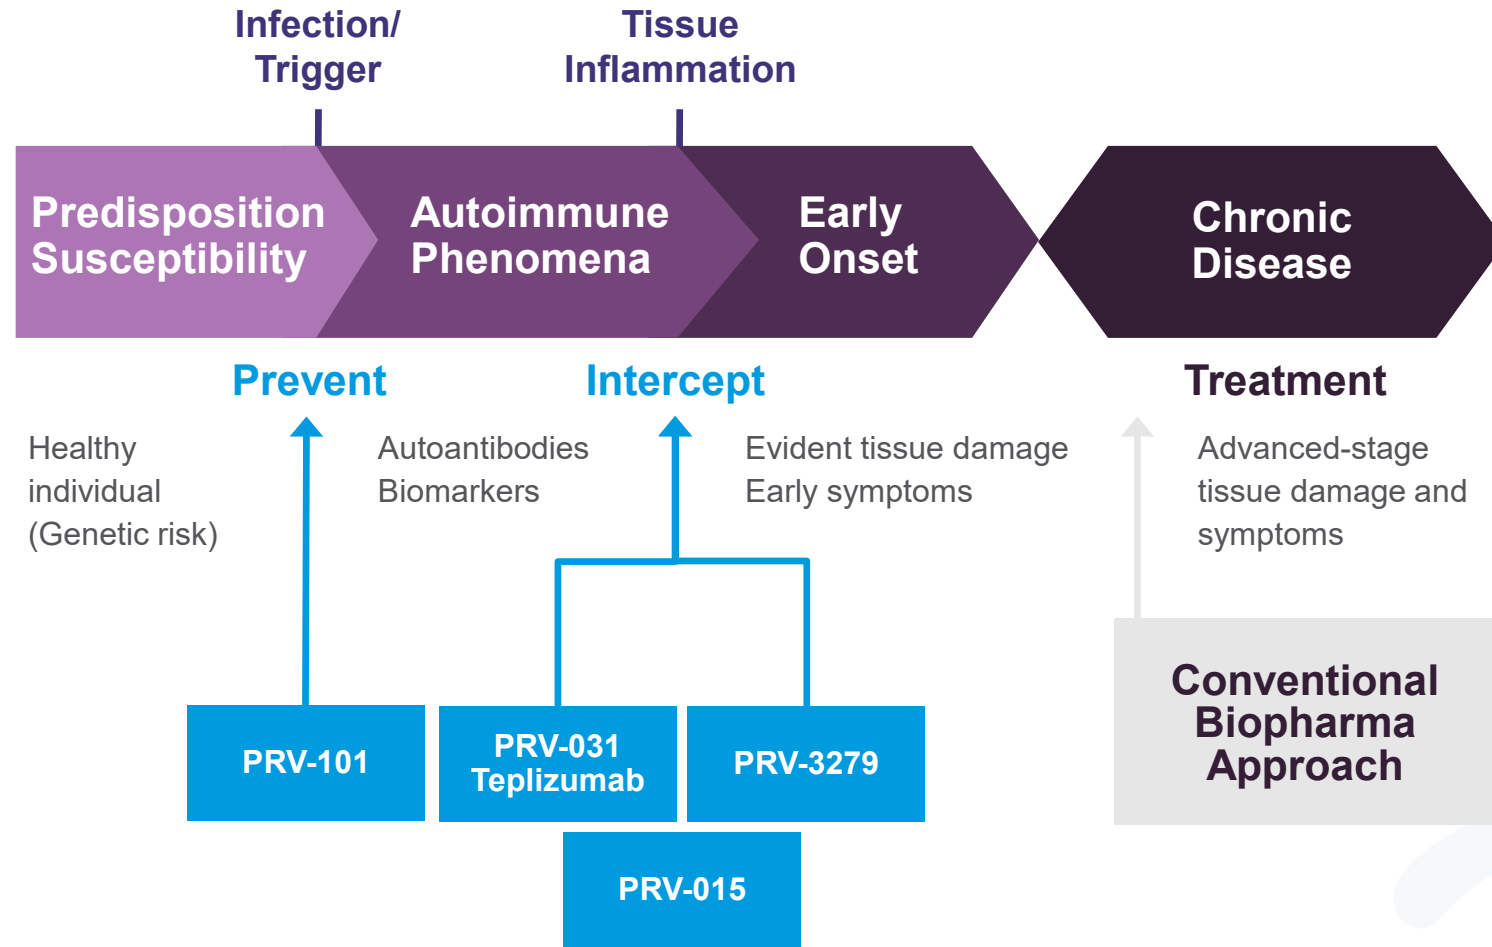 Infection/
Trigger
Tissue
Inflammation
Predisposition
Susceptibility
Autoimmune
Phenomena
Early
Onset
Chronic
Disease
Prevent
Intercept
Treatment
Healthy
individual
(Genetic risk)
Autoantibodies
Biomarkers
Evident tissue damage
Early symptoms
Advanced-stage
tissue damage and
symptoms
PRV-101
PRV-031
Teplizumab
PRV-3279
PRV-015
Conventional
Biopharma
Approach